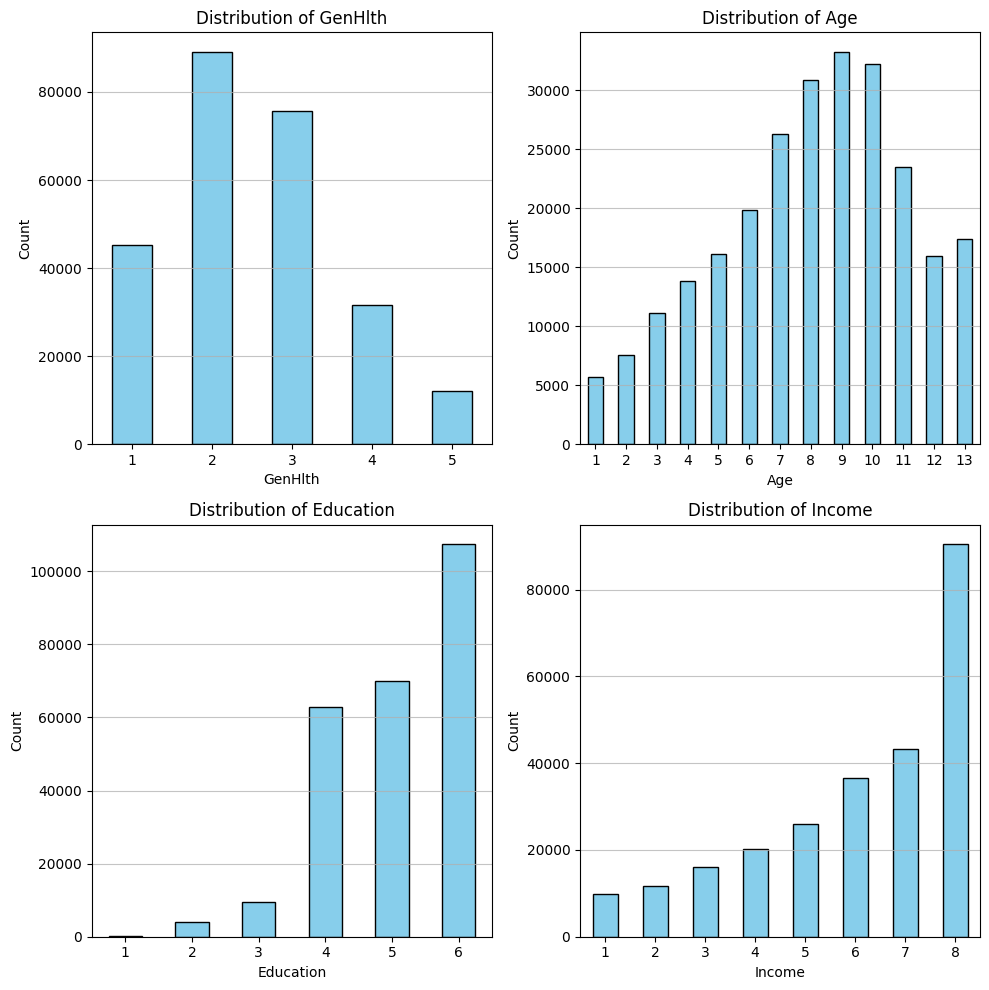 Distribution of GenHlth
Count
80000
60000
40000
20000
0
1 2 3 4 5
GenHlth
Distribution of Age
Count
30000
25000
20000
15000
10000
5000
0
1 2 3 4 5 6 7 8 9 10 11 12 13
Age
Distribution of Education
Count
100000
80000
60000
40000
20000
0
1 2 3 4 5 6
Education
Distribution of Income
Count
80000
60000
40000
20000
0
1 2 3 4 5 6 7 8
Income